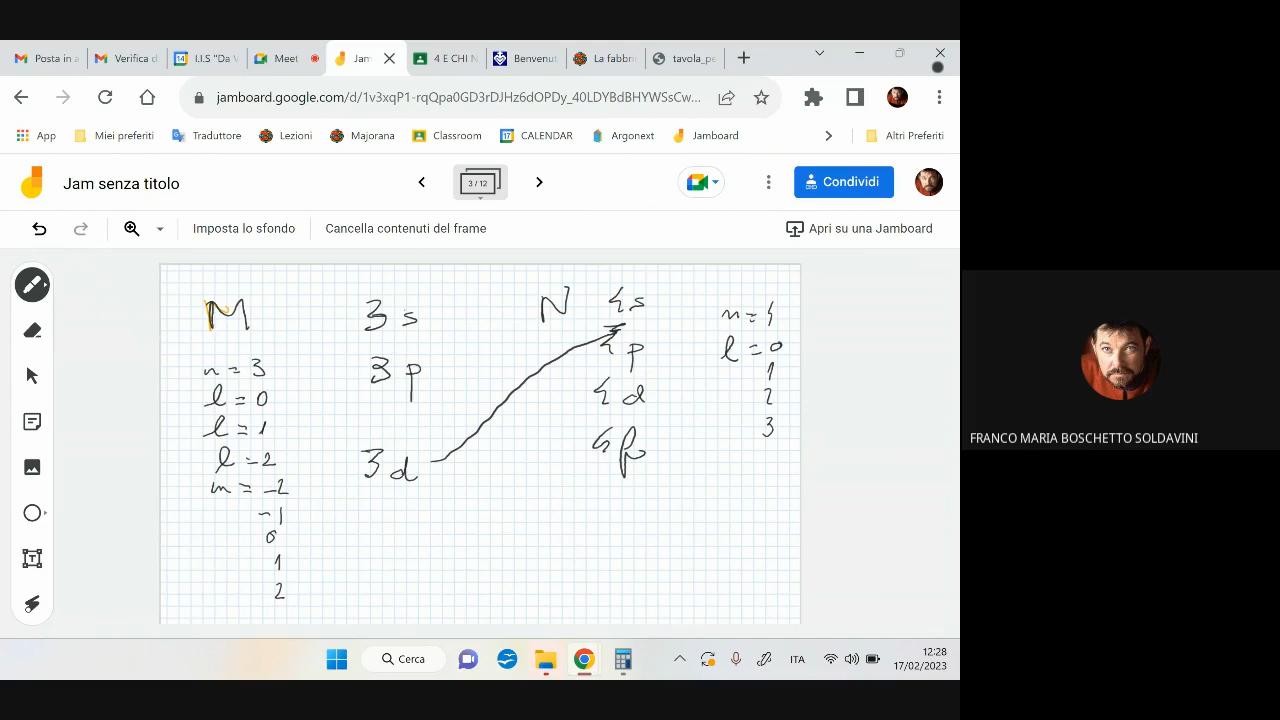 Posta in a
Verifica d
I.I.S "Da V
Meet
Jam
4 E CHI N
Benvenut
La fabbri
tavola_pe
jamboard.google.com/d/1v3xqP1-rqQpa0GD3rDJHz6dOPDy_40LDYBdBHYWSsCw...
App
Miei preferiti
Traduttore
Lezioni
Majorana
Classroom
CALENDAR
Argonext
Jamboard
Altri Preferiti
Jam senza titolo
3 / 12
Condividi
Imposta lo sfondo
Cancella contenuti del frame
Apri su una Jamboard
M
3 s
N
4s
n = 4
3 p
4 p
l = 0
n = 3
1
l = 0
4 d
2
l = 1
4 f
3
l = 2
3 d
m = -2
-1
0
1
2
FRANCO MARIA BOSCHETTO SOLDAVINI
Cerca
ITA
12:28
17/02/2023